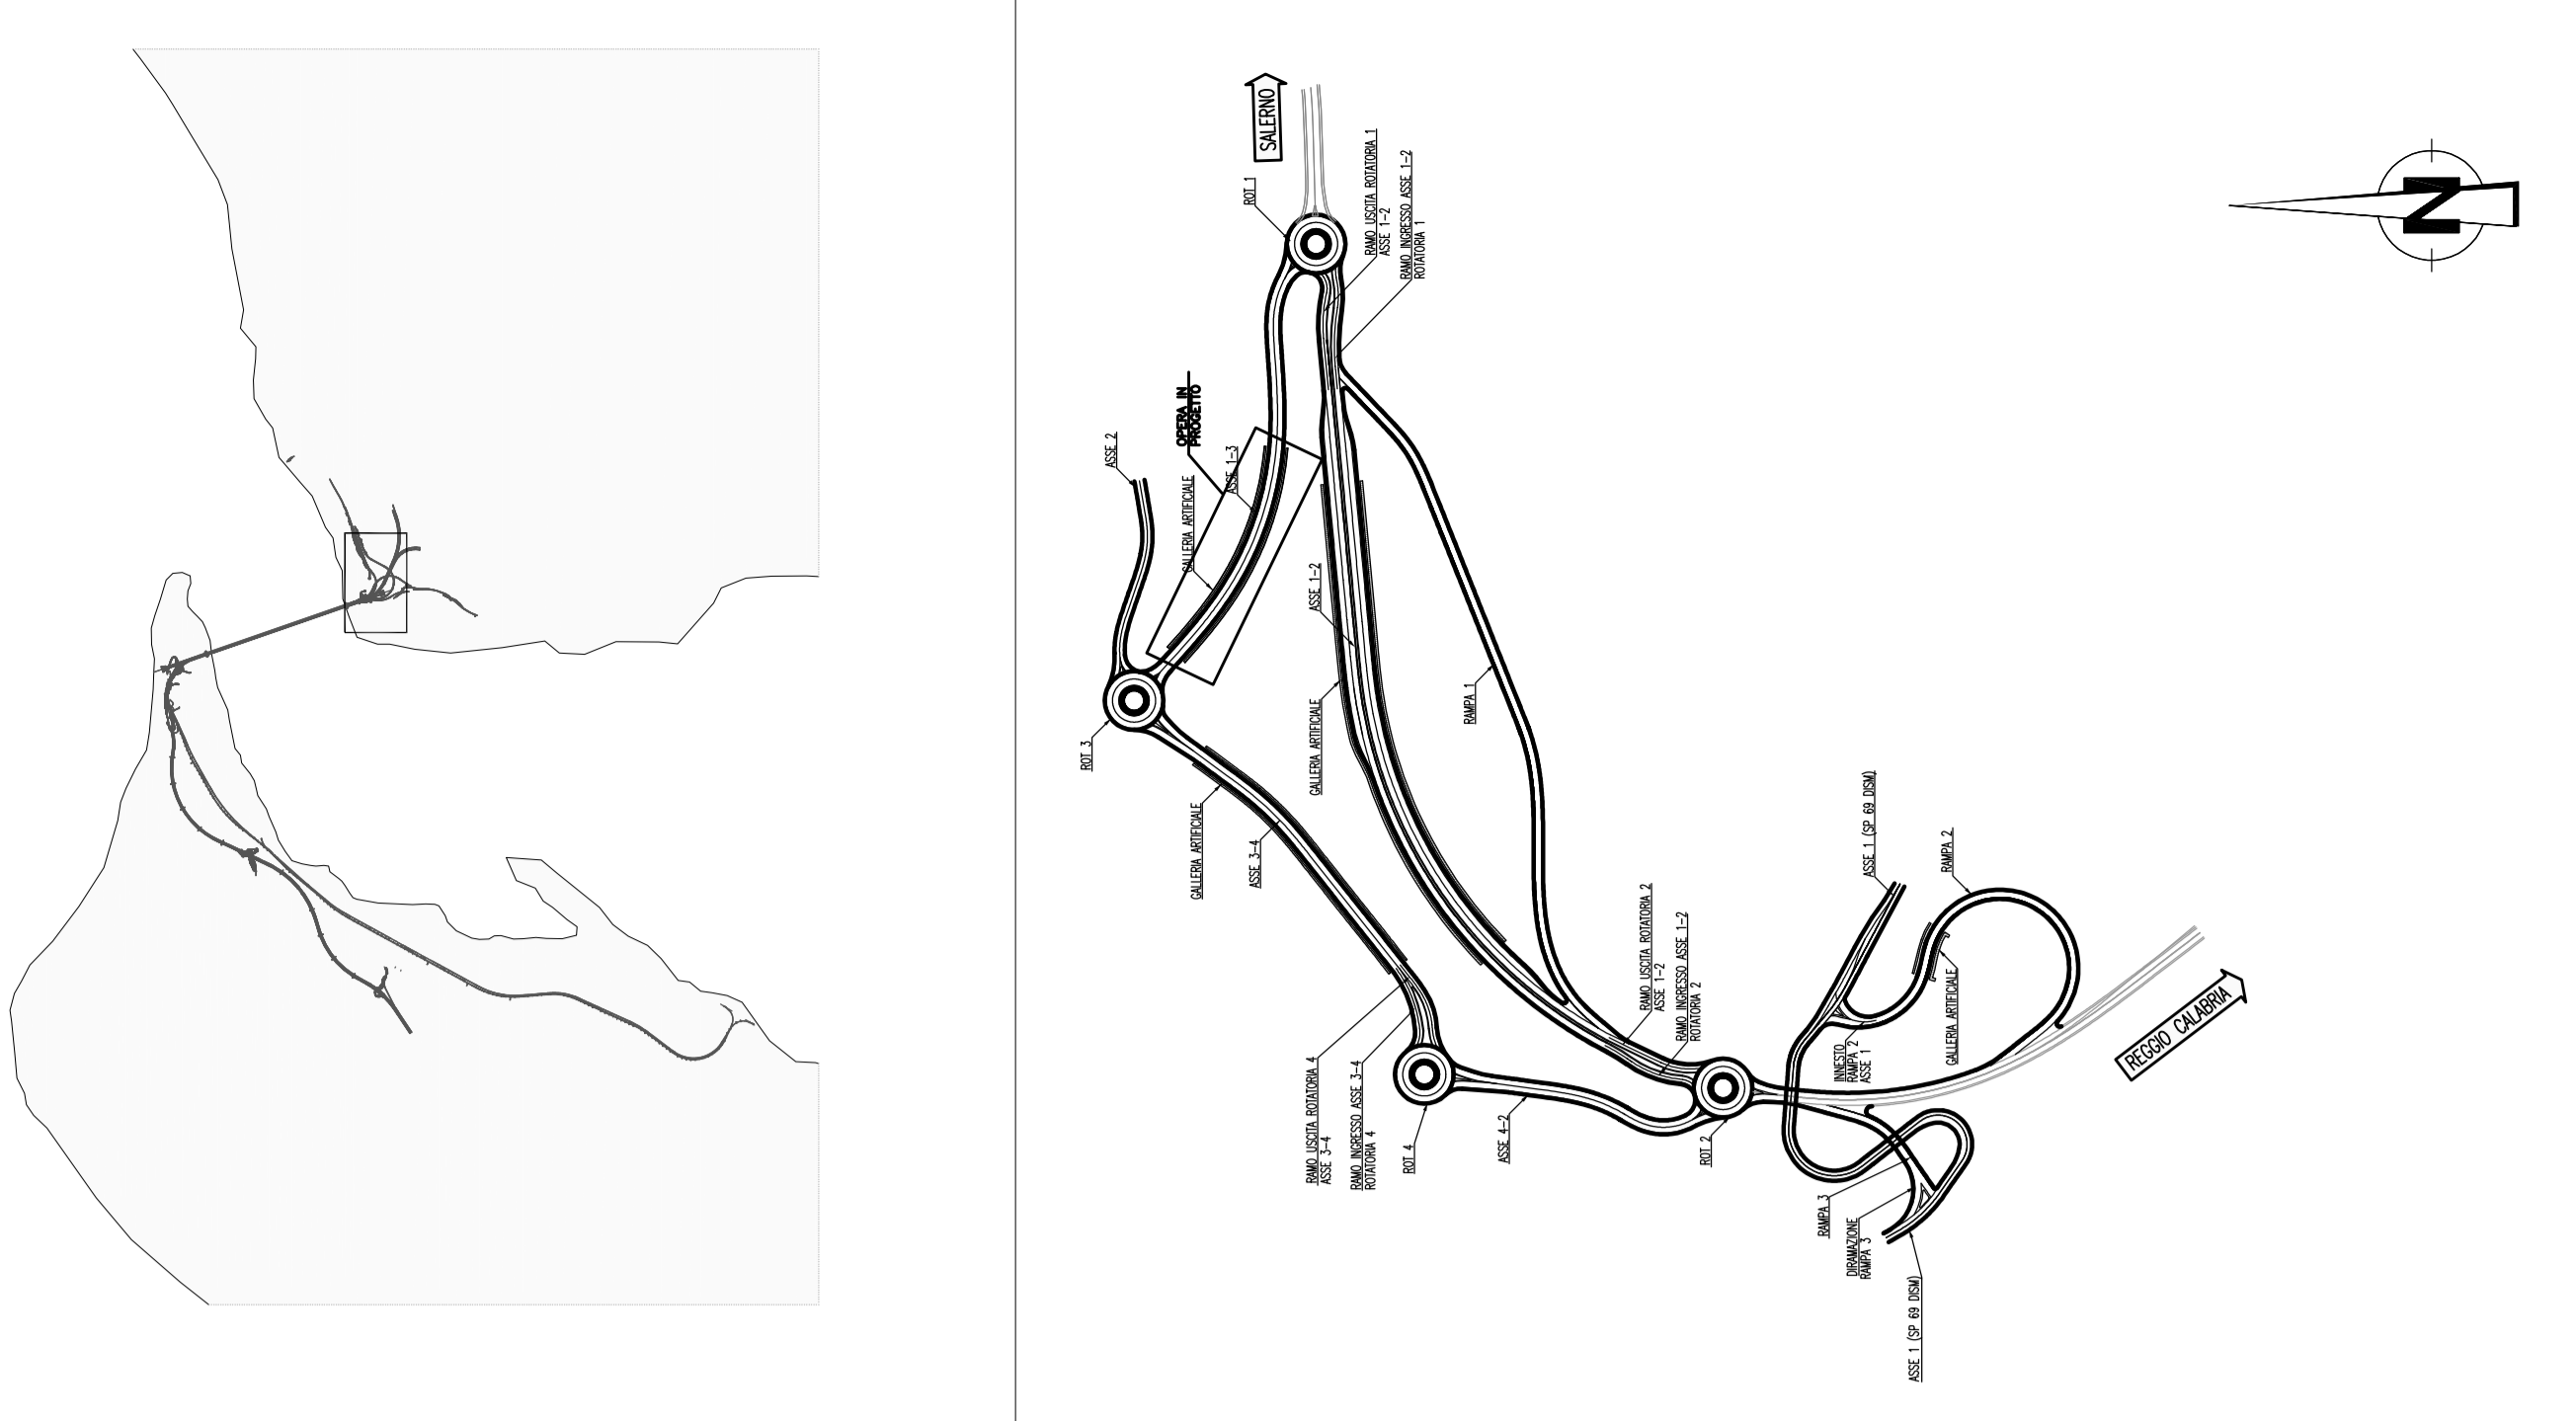 SALERNO
ROT 1
RAMO USCITA ROTATORIA 1
ASSE 1-2
RAMO INGRESSO ASSE 1-2
ROTATORIA 1
N
OPERA IN
PROGETTO
ASSE 2
ASSE 1-3
GALLERIA ARTIFICIALE
ASSE 1-2
ROT 3
GALLERIA ARTIFICIALE
RAMPA 1
GALLERIA ARTIFICIALE
ASSE 3-4
ASSE 1 (SP 69 DISM)
RAMPA 2
RAMO USCITA ROTATORIA 2
ASSE 1-2
RAMO INGRESSO ASSE 1-2
ROTATORIA 2
GALLERIA ARTIFICIALE
INNESTO
RAMPA 2
ASSE 1
REGGIO CALABRIA
RAMO USCITA ROTATORIA 4
ASSE 3-4
RAMO INGRESSO ASSE 3-4
ROTATORIA 4
ROT 4
ASSE 4-2
ROT 2
RAMPA 3
DIRAMAZIONE
RAMPA 3
ASSE 1 (SP 69 DISM)